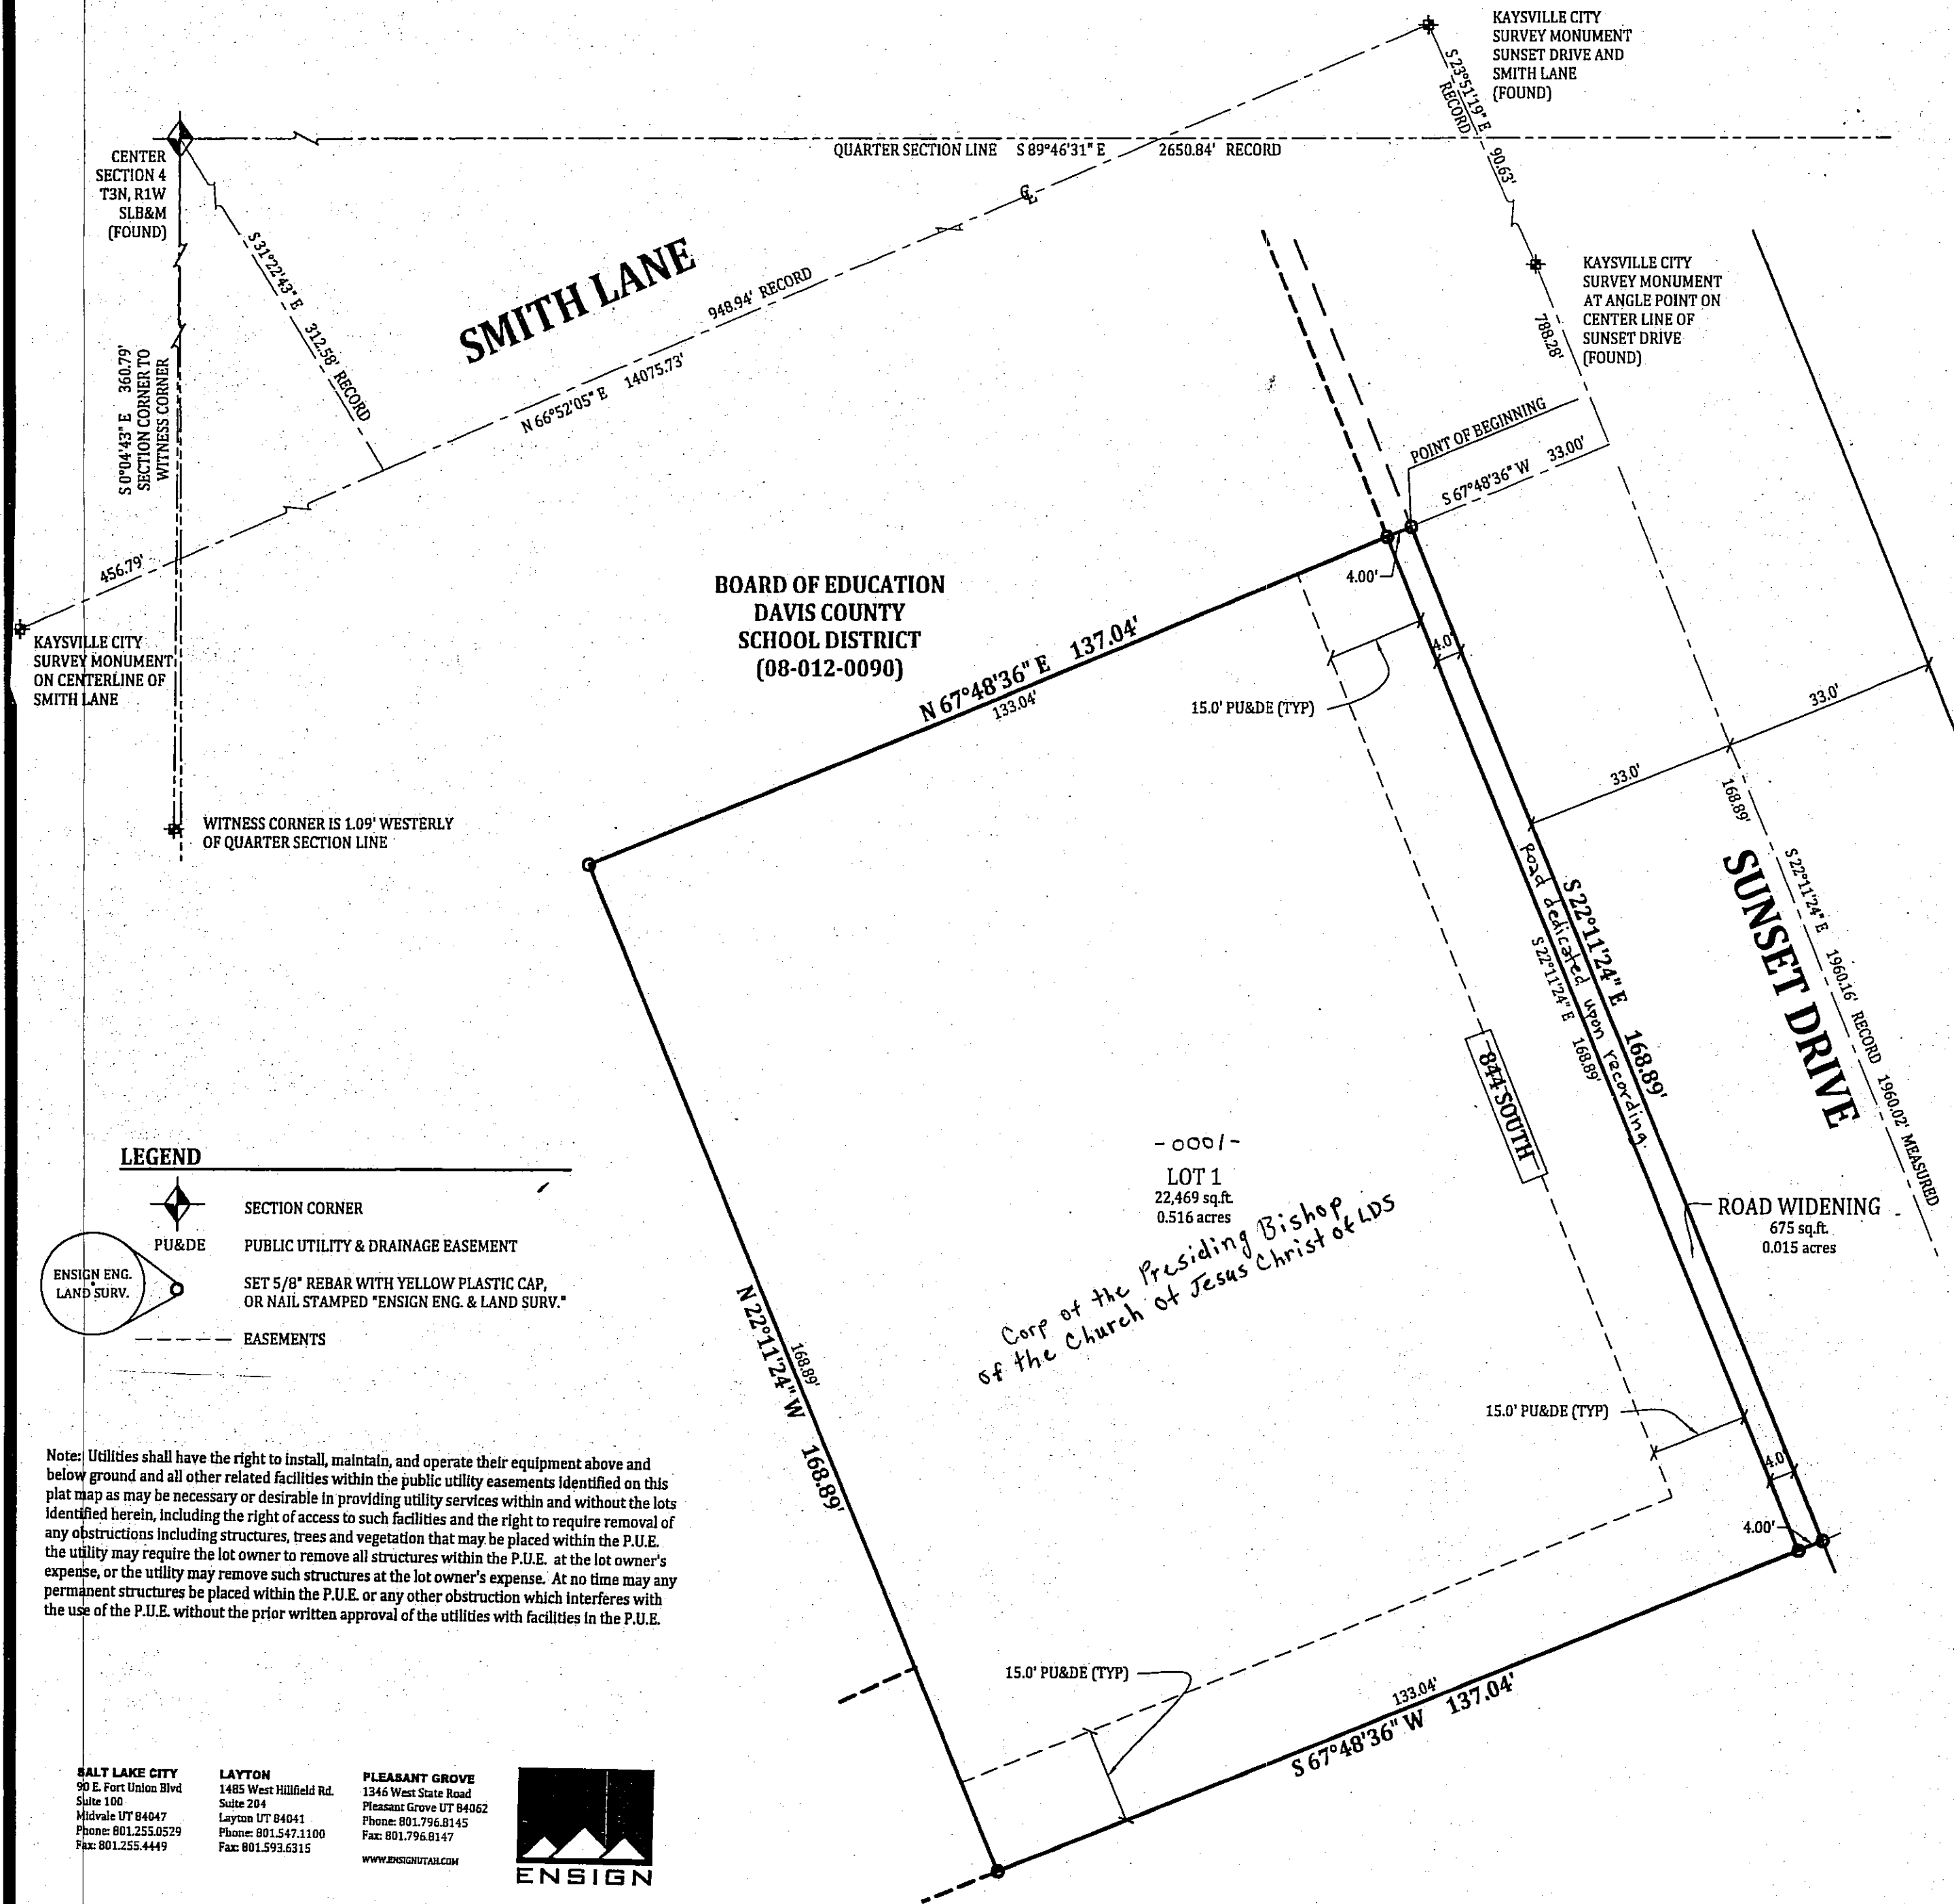 KAYSVILLE CITY
SURVEY MONUMENT
SUNSET DRIVE AND
SMITH LANE
(FOUND)
S 23°51'19" E 90.63'
RECORD
CENTER
SECTION 4
T3N, R1W
SLB&M
(FOUND)
QUARTER SECTION LINE S 89°46'31" E 2650.84' RECORD
S 31°22'43" E 312.58' RECORD
S 0°04'43" E 360.79'
SECTION CORNER TO
WITNESS CORNER
SMITH LANE
948.94' RECORD
N 66°52'05" E 14075.73'
456.79'
KAYSVILLE CITY
SURVEY MONUMENT
AT ANGLE POINT ON
CENTER LINE OF
SUNSET DRIVE
(FOUND)
788.28'
POINT OF BEGINNING
S 67°48'36" W 33.00'
KAYSVILLE CITY
SURVEY MONUMENT
ON CENTERLINE OF
SMITH LANE
BOARD OF EDUCATION
DAVIS COUNTY
SCHOOL DISTRICT
(08-012-0090)
4.00'
N 67°48'36" E 137.04'
133.04'
4.0'
15.0' PU&DE (TYP)
33.0'
33.0'
168.89'
WITNESS CORNER IS 1.09' WESTERLY
OF QUARTER SECTION LINE
SUNSET DRIVE
S 22°11'24" E 1960.16' RECORD 1960.02' MEASURED
S 22°11'24" E 168.89'
Road dedicated upon recording.
S 22°11'24" E 168.89'
844 SOUTH
-0001-
LOT 1
22,469 sq.ft.
0.516 acres
Corp of the Presiding Bishop
of the Church of Jesus Christ of LDS
ROAD WIDENING
675 sq.ft.
0.015 acres
LEGEND
SECTION CORNER
PU&DE PUBLIC UTILITY & DRAINAGE EASEMENT
ENSIGN ENG.
LAND SURV.
SET 5/8" REBAR WITH YELLOW PLASTIC CAP,
OR NAIL STAMPED "ENSIGN ENG. & LAND SURV."
EASEMENTS
168.89'
N 22°11'24" W 168.89'
15.0' PU&DE (TYP)
4.0'
4.00'
Note: Utilities shall have the right to install, maintain, and operate their equipment above and
below ground and all other related facilities within the public utility easements identified on this
plat map as may be necessary or desirable in providing utility services within and without the lots
identified herein, including the right of access to such facilities and the right to require removal of
any obstructions including structures, trees and vegetation that may be placed within the P.U.E.
the utility may require the lot owner to remove all structures within the P.U.E. at the lot owner's
expense, or the utility may remove such structures at the lot owner's expense. At no time may any
permanent structures be placed within the P.U.E. or any other obstruction which interferes with
the use of the P.U.E. without the prior written approval of the utilities with facilities in the P.U.E.
15.0' PU&DE (TYP)
133.04'
S 67°48'36" W 137.04'
SALT LAKE CITY
90 E. Fort Union Blvd
Suite 100
Midvale UT 84047
Phone: 801.255.0529
Fax: 801.255.4449
LAYTON
1485 West Hillfield Rd.
Suite 204
Layton UT 84041
Phone: 801.547.1100
Fax: 801.593.6315
PLEASANT GROVE
1346 West State Road
Pleasant Grove UT 84062
Phone: 801.796.8145
Fax: 801.796.8147
WWW.ENSIGNUTAH.COM
ENSIGN